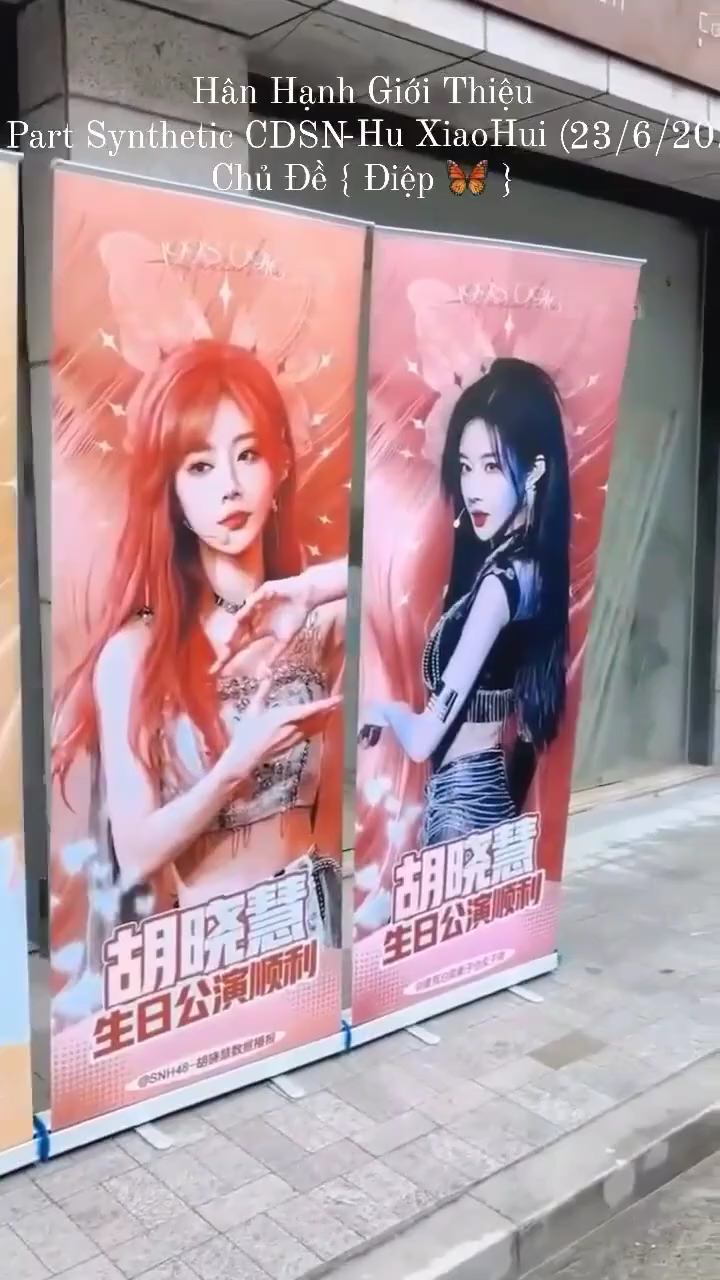 Hân Hạnh Giới Thiệu
Part Synthetic CDSN-Hu XiaoHui (23/6/20
Chủ Đề { Điệp 🦋 }
胡晓慧
生日公演顺利
@SNH48-胡晓慧数据播报
胡晓慧
生日公演顺利